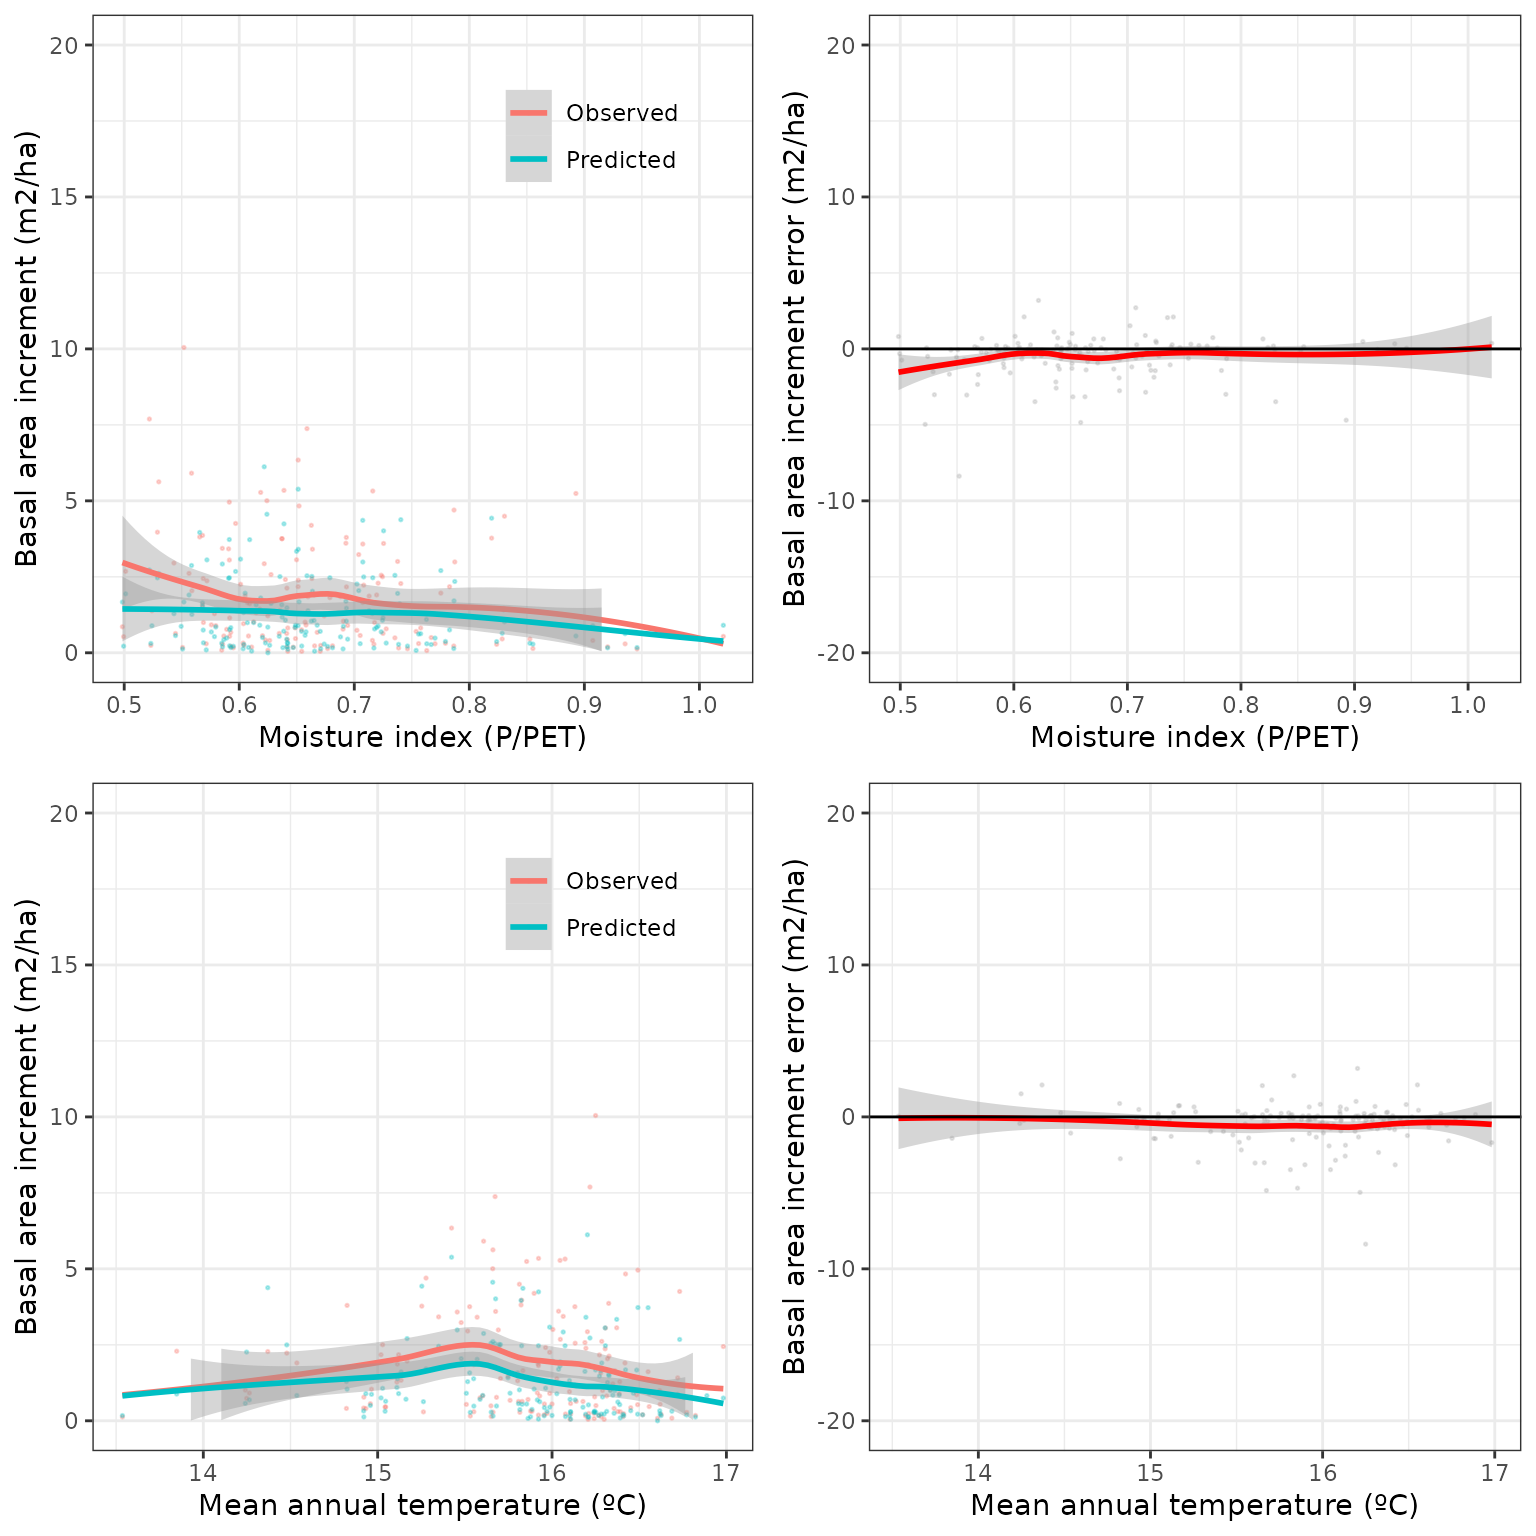 20
15
10
5
0
Basal area increment (m2/ha)
Observed
Predicted
0.5 0.6 0.7 0.8 0.9 1.0
Moisture index (P/PET)
20
10
0
-10
-20
Basal area increment error (m2/ha)
0.5 0.6 0.7 0.8 0.9 1.0
Moisture index (P/PET)
20
15
10
5
0
Basal area increment (m2/ha)
Observed
Predicted
14 15 16 17
Mean annual temperature (ºC)
20
10
0
-10
-20
Basal area increment error (m2/ha)
14 15 16 17
Mean annual temperature (ºC)